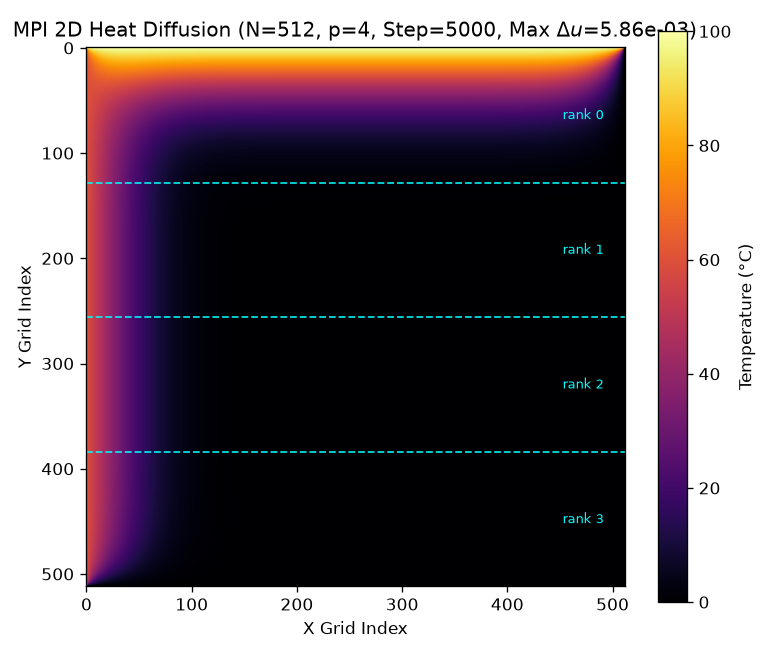 MPI 2D Heat Diffusion (N=512, p=4, Step=5000, Max Δu=5.86e-03)
0
100
200
300
400
500
Y Grid Index
rank 0
rank 1
rank 2
rank 3
0 100 200 300 400 500
X Grid Index
100
80
60
40
20
0
Temperature (°C)